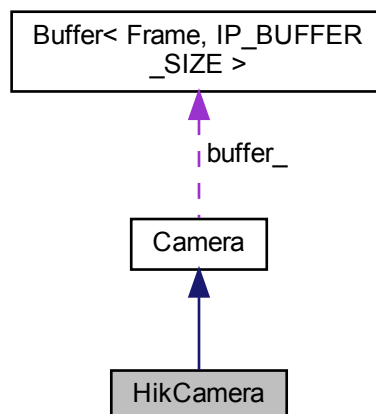 Buffer< Frame, IP_BUFFER
_SIZE >
buffer_
Camera
HikCamera